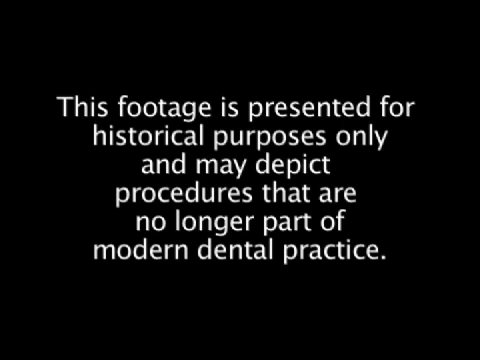 This footage is presented for
historical purposes only
and may depict
procedures that are
no longer part of
modern dental practice.